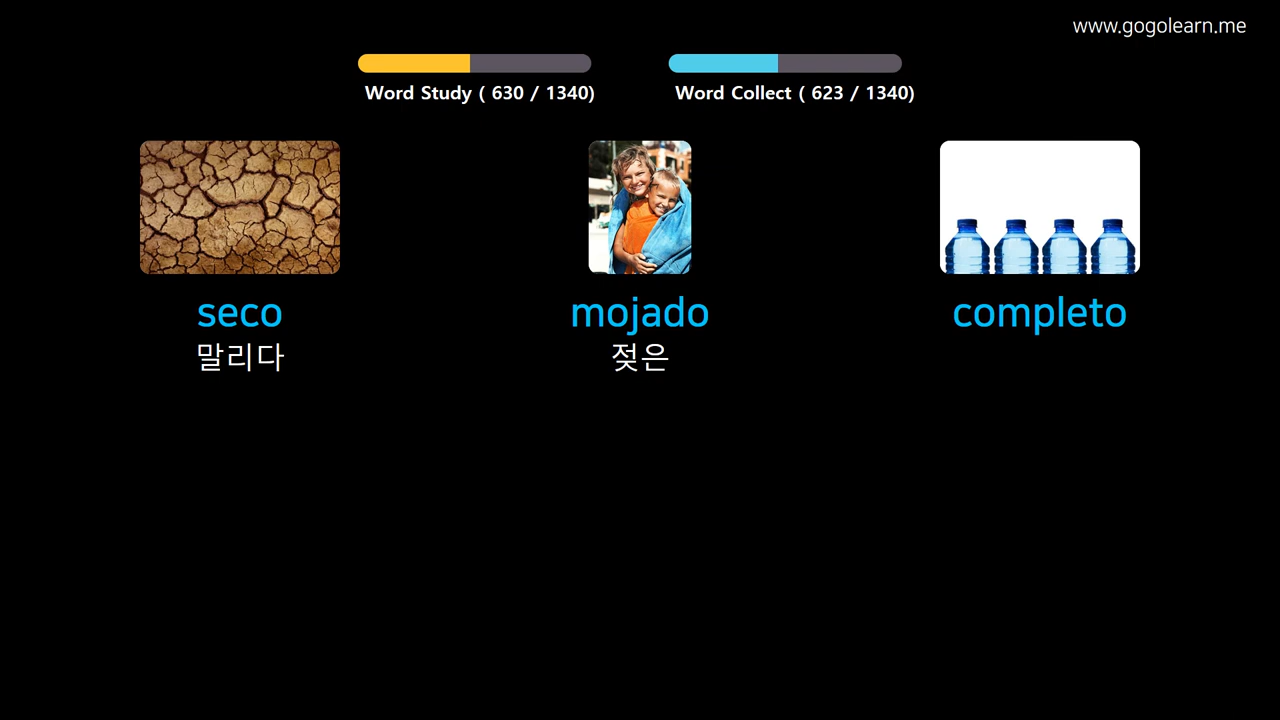 www.gogolearn.me
Word Study ( 630 / 1340)
Word Collect ( 623 / 1340)
seco
mojado
completo
말리다
젖은